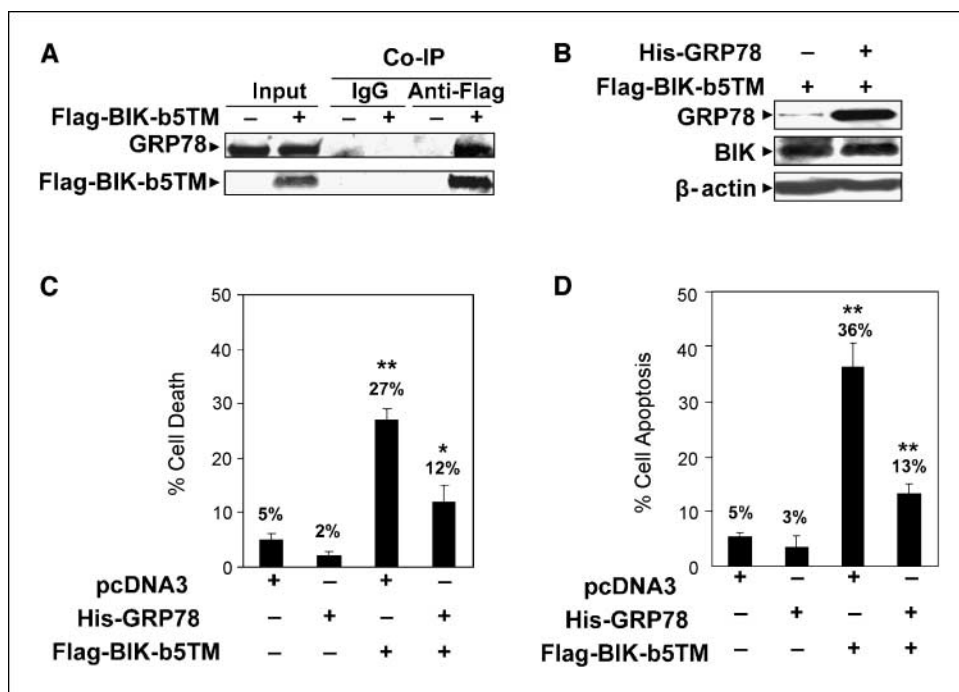 A
Co-IP
Input IgG Anti-Flag
Flag-BIK-b5TM – + – + – +
GRP78
Flag-BIK-b5TM
B
His-GRP78 – +
Flag-BIK-b5TM + +
GRP78
BIK
β-actin
C
% Cell Death
50
40
30
20
10
0
5%
2%
**
27%
*
12%
pcDNA3 + – + –
His-GRP78 – + – +
Flag-BIK-b5TM – – + +
D
% Cell Apoptosis
50
40
30
20
10
0
5%
3%
**
36%
**
13%
pcDNA3 + – + –
His-GRP78 – + – +
Flag-BIK-b5TM – – + +